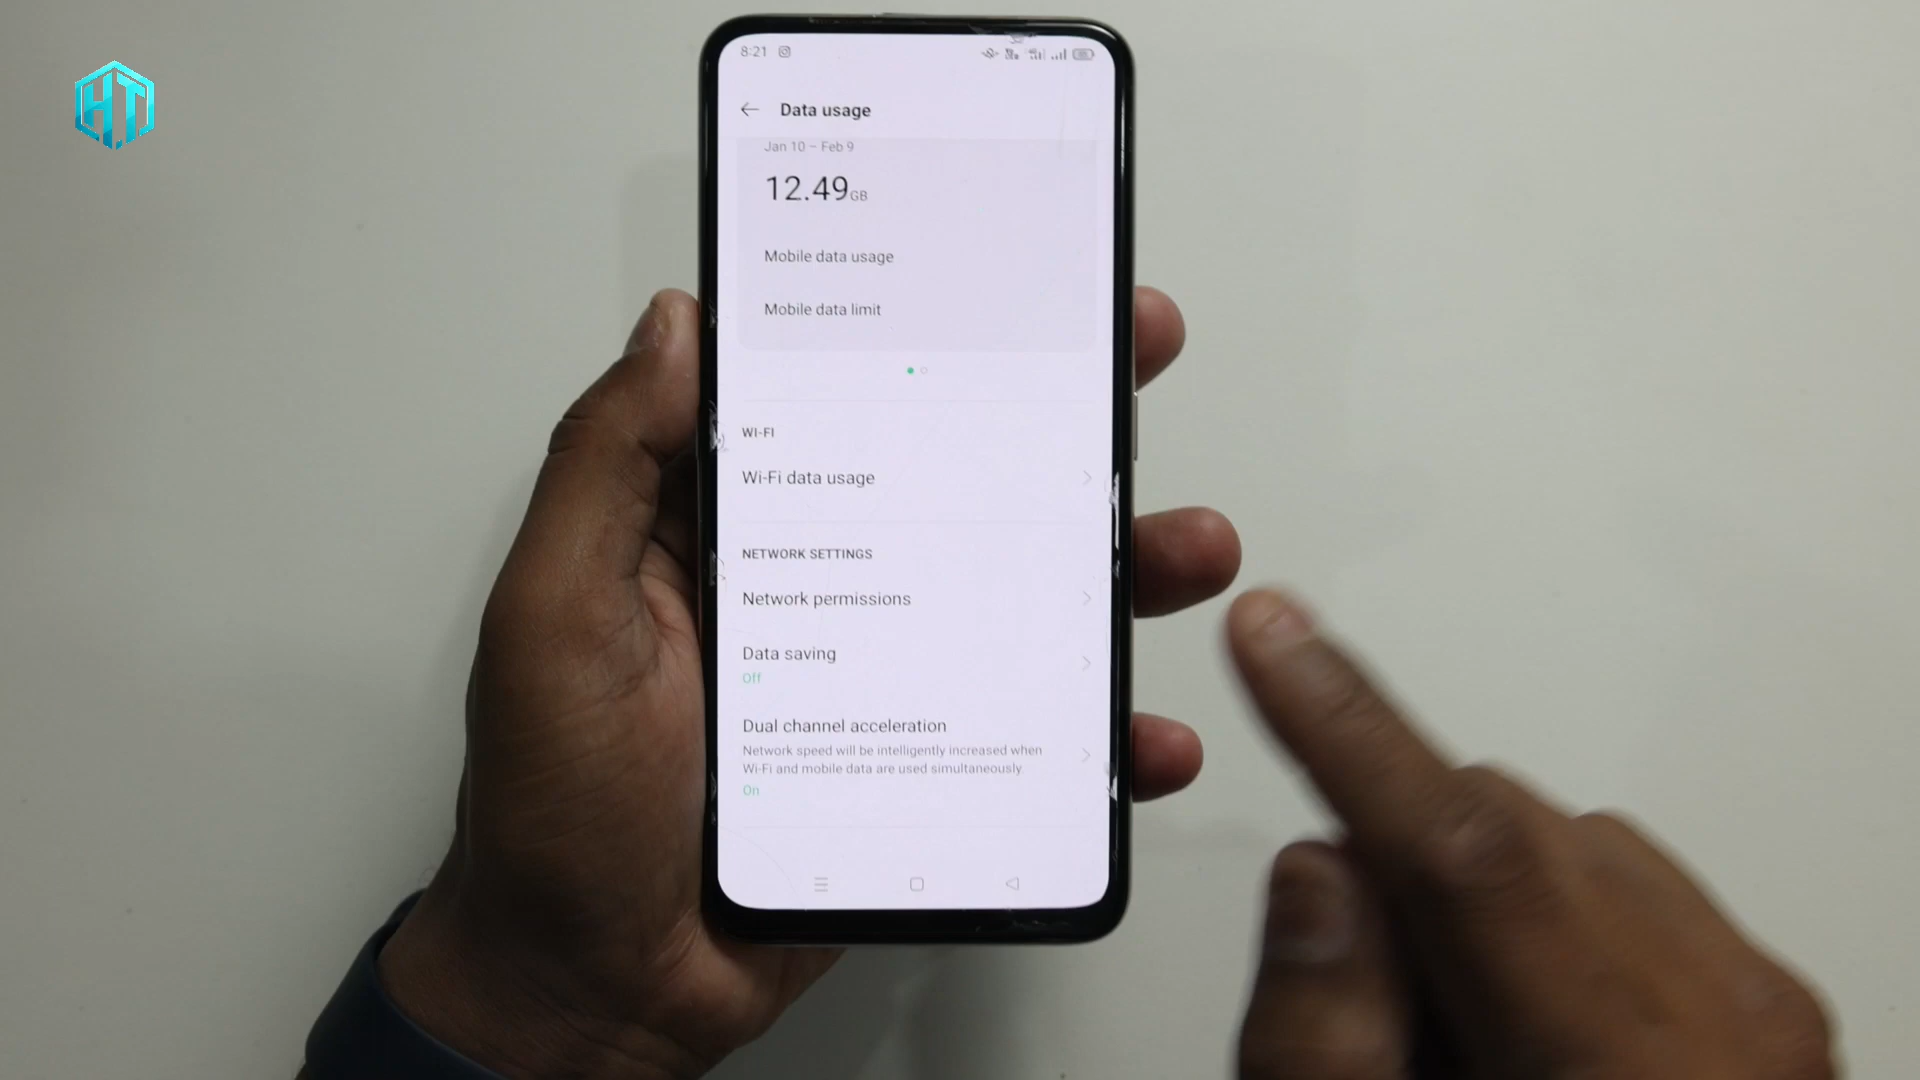 HT
8:21
Data usage
Jan 10 – Feb 9
12.49GB
Mobile data usage
Mobile data limit
WI-FI
Wi-Fi data usage
NETWORK SETTINGS
Network permissions
Data saving
Off
Dual channel acceleration
Network speed will be intelligently increased when
Wi-Fi and mobile data are used simultaneously.
On